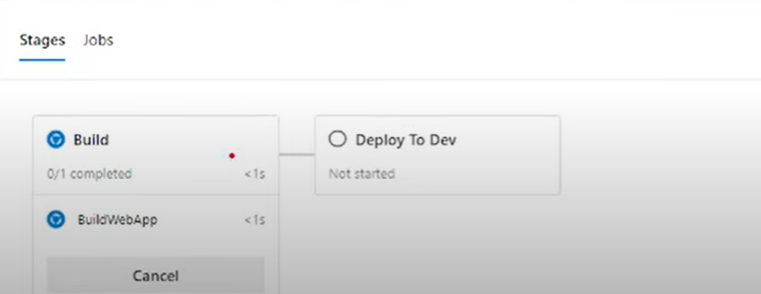 Stages Jobs
Build
0/1 completed <1s
BuildWebApp <1s
Cancel
Deploy To Dev
Not started